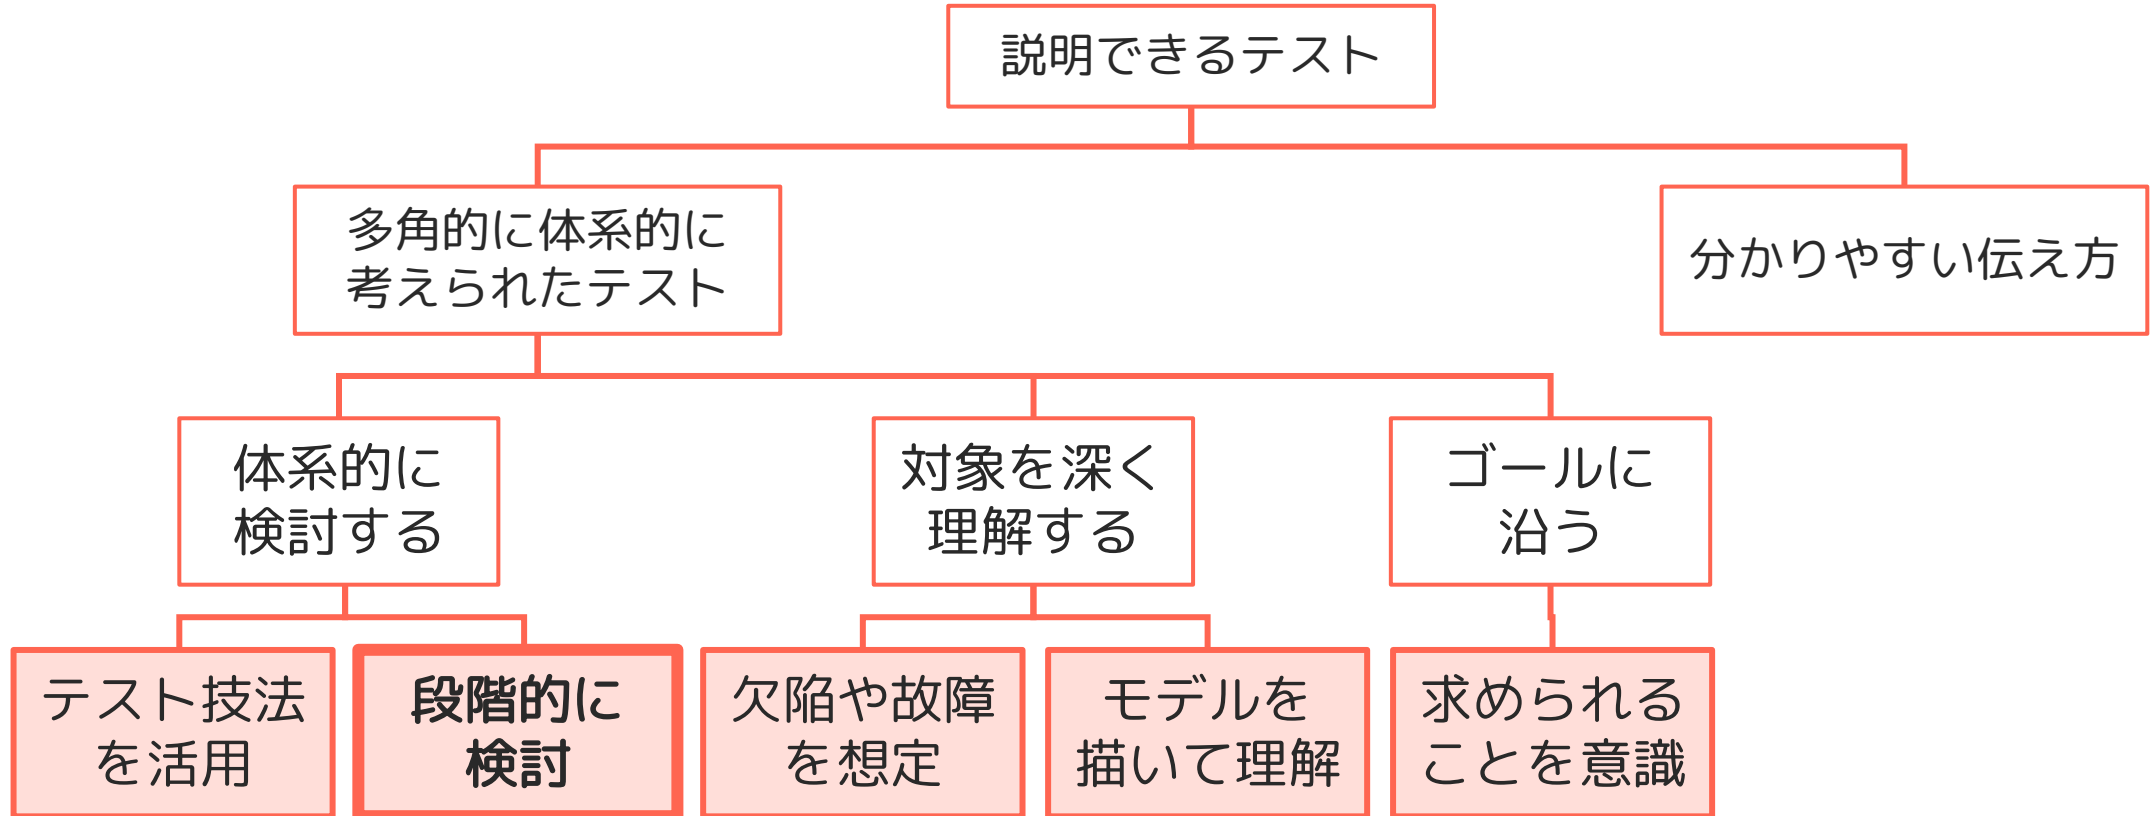 説明できるテスト
多角的に体系的に
考えられたテスト
分かりやすい伝え方
体系的に
検討する
対象を深く
理解する
ゴールに
沿う
テスト技法
を活用
段階的に
検討
欠陥や故障
を想定
モデルを
描いて理解
求められる
ことを意識